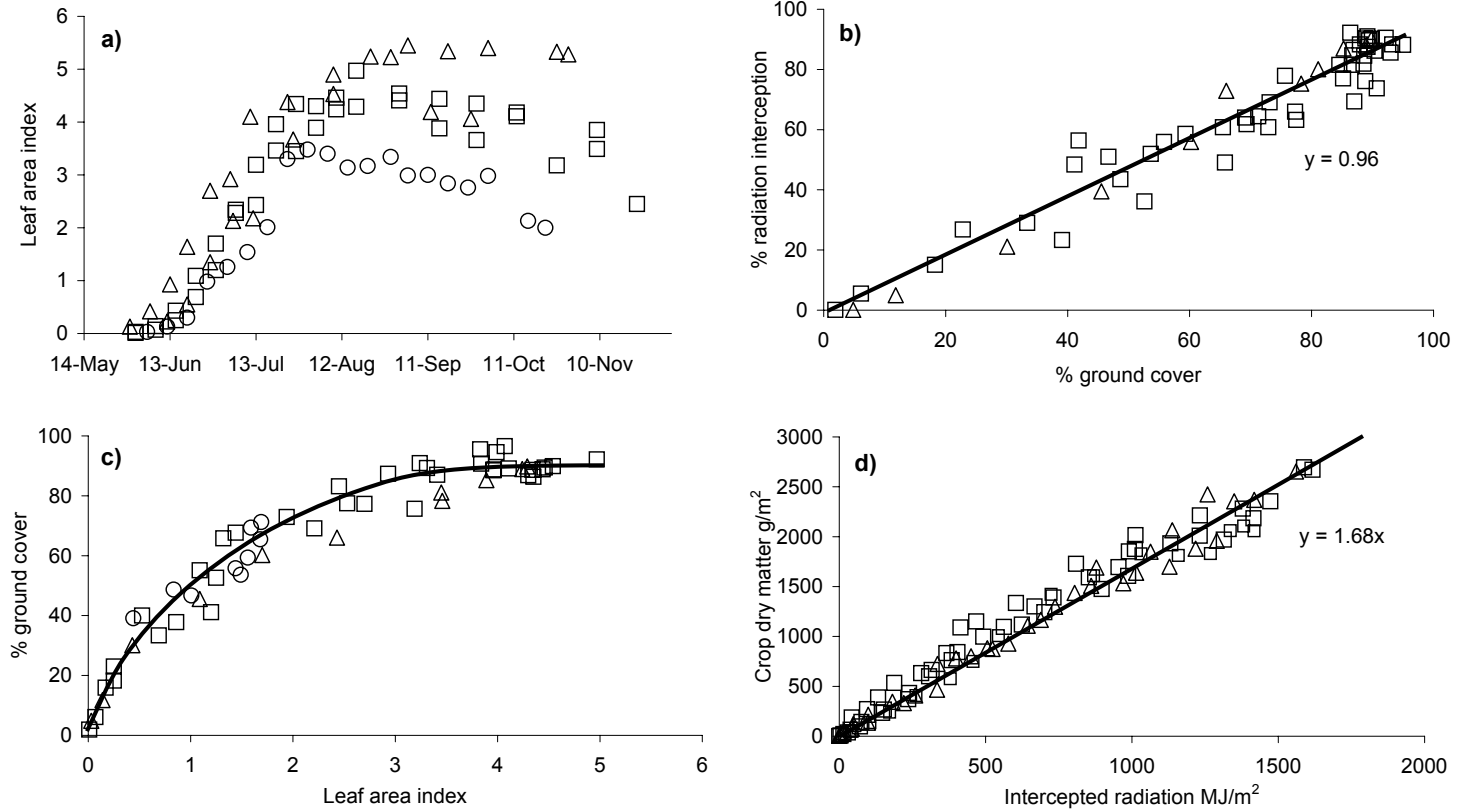 a)
Leaf area index
6
5
4
3
2
1
0
14-May 13-Jun 13-Jul 12-Aug 11-Sep 11-Oct 10-Nov
b)
% radiation interception
100
80
60
40
20
0
y = 0.96
0 20 40 60 80 100
% ground cover
c)
% ground cover
100
80
60
40
20
0
0 1 2 3 4 5 6
Leaf area index
d)
Crop dry matter g/m²
3000
2500
2000
1500
1000
500
0
y = 1.68x
0 500 1000 1500 2000
Intercepted radiation MJ/m²